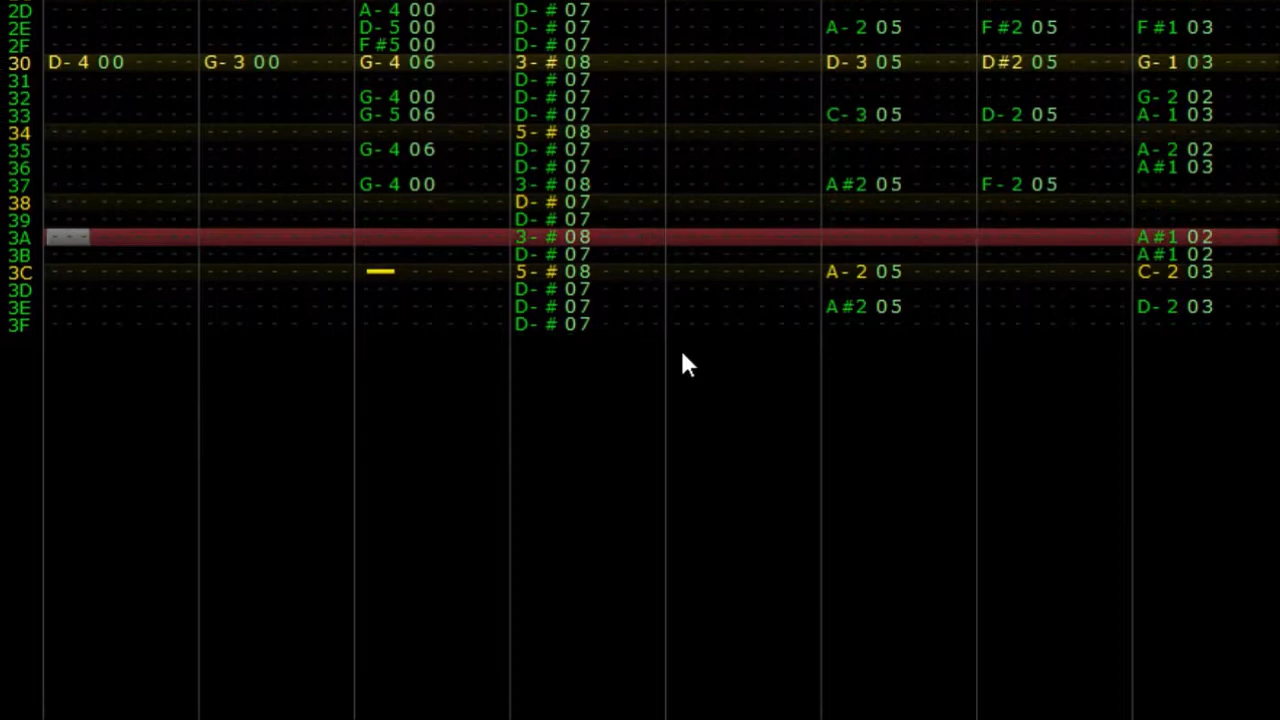 2D A-4 00 D-# 07
2E D-5 00 D-# 07 A-2 05 F#2 05 F#1 03
2F F#5 00 D-# 07
30 D-4 00 G-3 00 G-4 06 3-# 08 D-3 05 D#2 05 G-1 03
31 D-# 07
32 G-4 00 D-# 07 G-2 02
33 G-5 06 D-# 07 C-3 05 D-2 05 A-1 03
34 5-# 08
35 G-4 06 D-# 07 A-2 02
36 D-# 07 A#1 03
37 G-4 00 3-# 08 A#2 05 F-2 05
38 D-# 07
39 D-# 07
3A --- 3-# 08 A#1 02
3B D-# 07 A#1 02
3C 5-# 08 A-2 05 C-2 03
3D D-# 07
3E D-# 07 A#2 05 D-2 03
3F D-# 07